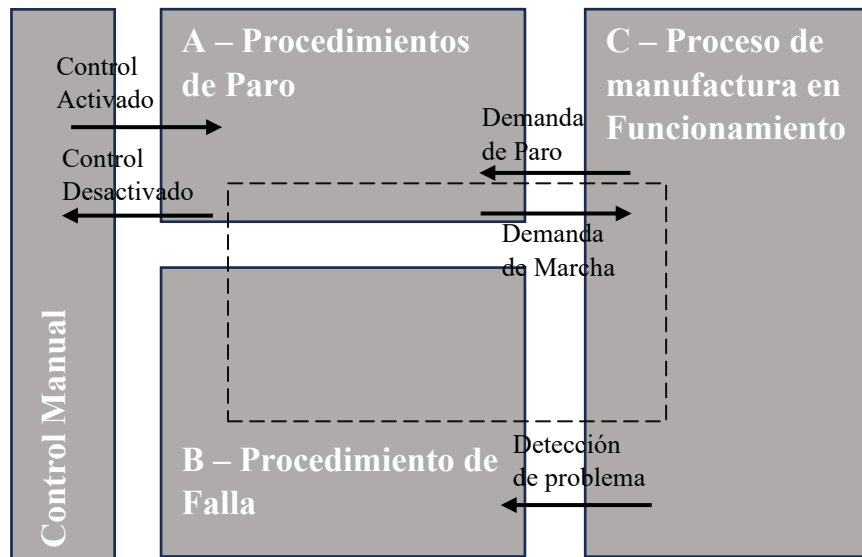 A – Procedimientos
de Paro
C – Proceso de
manufactura en
Funcionamiento
Control
Activado
Control
Desactivado
Demanda
de Paro
Demanda
de Marcha
Control Manual
B – Procedimiento de
Falla
Detección
de problema